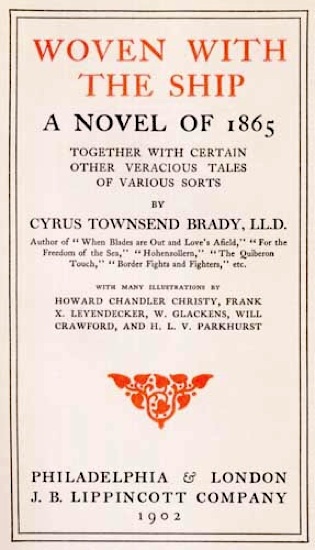 WOVEN WITH
THE SHIP
A NOVEL OF 1865
TOGETHER WITH CERTAIN
OTHER VERACIOUS TALES
OF VARIOUS SORTS
BY
CYRUS TOWNSEND BRADY, LL.D.
Author of "When Blades are Out and Love's Afield," "For the
Freedom of the Sea," "Hohenzollern," "The Quiberon
Touch," "Border Fights and Fighters," etc.
WITH MANY ILLUSTRATIONS BY
HOWARD CHANDLER CHRISTY, FRANK
X. LEYENDECKER, W. GLACKENS, WILL
CRAWFORD, AND H. L. V. PARKHURST
PHILADELPHIA & LONDON
J. B. LIPPINCOTT COMPANY
1902